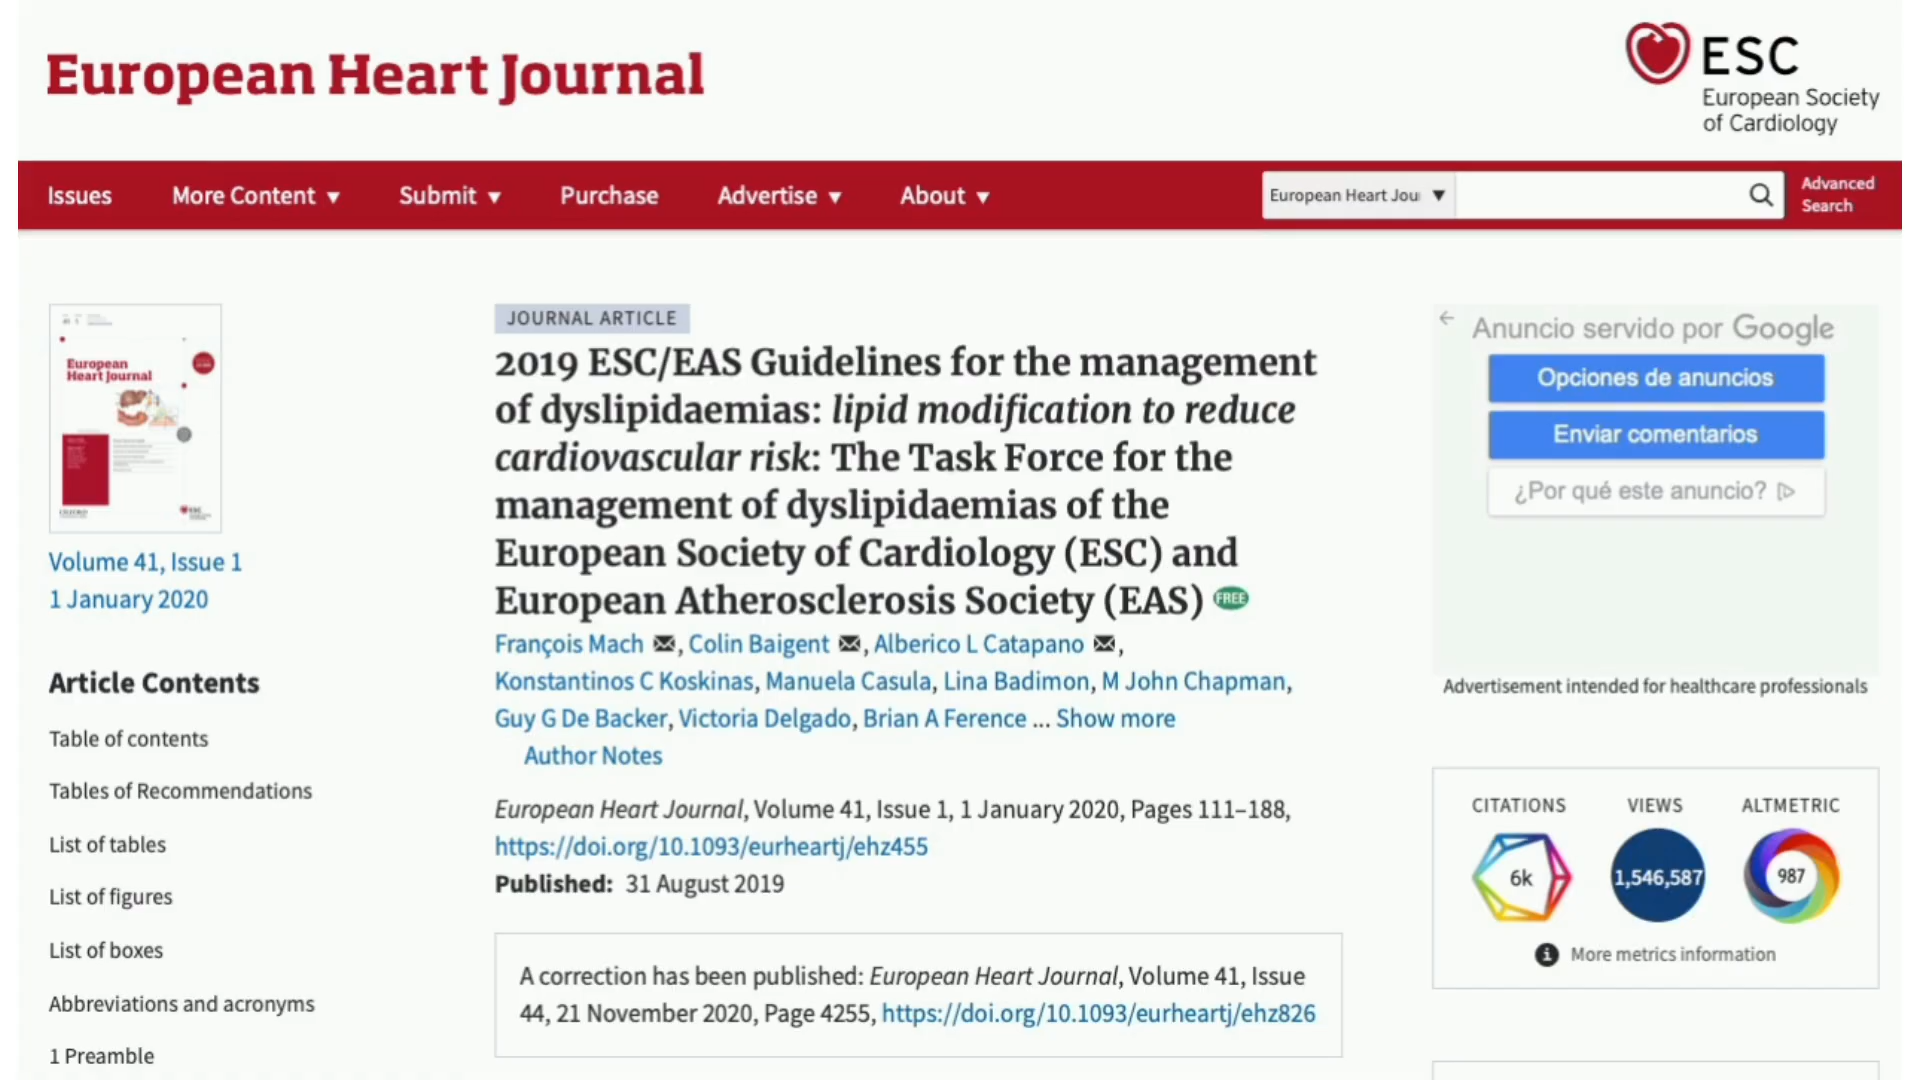 European Heart Journal
ESC
European Society
of Cardiology
Issues
More Content ▼
Submit ▼
Purchase
Advertise ▼
About ▼
European Heart Jou ▼
Advanced
Search
European
Heart Journal
Volume 41, Issue 1
1 January 2020
Article Contents
Table of contents
Tables of Recommendations
List of tables
List of figures
List of boxes
Abbreviations and acronyms
1 Preamble
JOURNAL ARTICLE
2019 ESC/EAS Guidelines for the management
of dyslipidaemias: lipid modification to reduce
cardiovascular risk: The Task Force for the
management of dyslipidaemias of the
European Society of Cardiology (ESC) and
European Atherosclerosis Society (EAS) FREE
François Mach, Colin Baigent, Alberico L Catapano,
Konstantinos C Koskinas, Manuela Casula, Lina Badimon, M John Chapman,
Guy G De Backer, Victoria Delgado, Brian A Ference ... Show more
Author Notes
European Heart Journal, Volume 41, Issue 1, 1 January 2020, Pages 111–188,
https://doi.org/10.1093/eurheartj/ehz455
Published: 31 August 2019
A correction has been published: European Heart Journal, Volume 41, Issue
44, 21 November 2020, Page 4255, https://doi.org/10.1093/eurheartj/ehz826
Anuncio servido por Google
Opciones de anuncios
Enviar comentarios
¿Por qué este anuncio?
Advertisement intended for healthcare professionals
CITATIONS
VIEWS
ALTMETRIC
6k
1,546,587
987
More metrics information